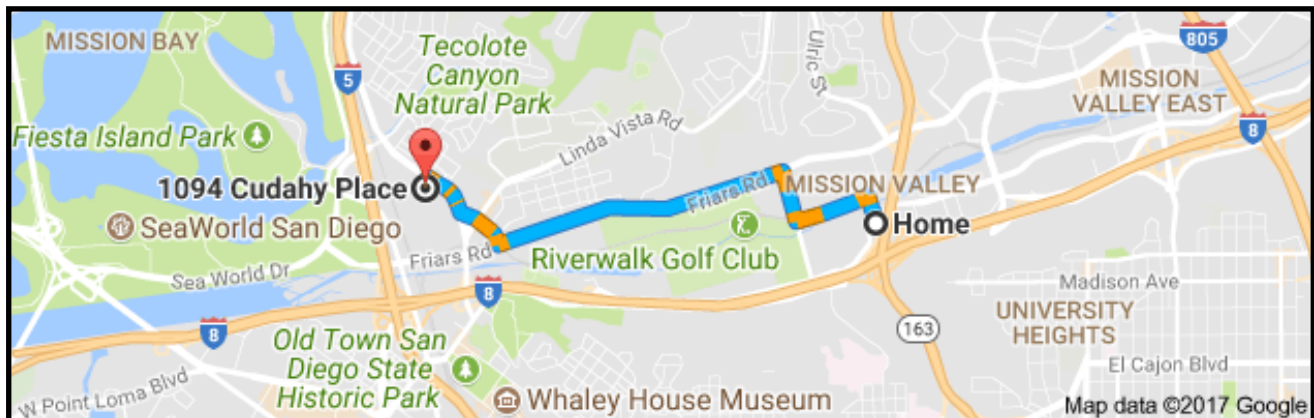 MISSION BAY
Tecolote
Canyon
Natural Park
5
Ulric St
805
MISSION
VALLEY EAST
Fiesta Island Park
Linda Vista Rd
8
1094 Cudahy Place
Friars Rd
MISSION VALLEY
SeaWorld San Diego
Home
Friars Rd
Riverwalk Golf Club
Sea World Dr
8
Madison Ave
UNIVERSITY
HEIGHTS
8
163
Old Town San
Diego State
Historic Park
El Cajon Blvd
W Point Loma Blvd
Whaley House Museum
Map data ©2017 Google